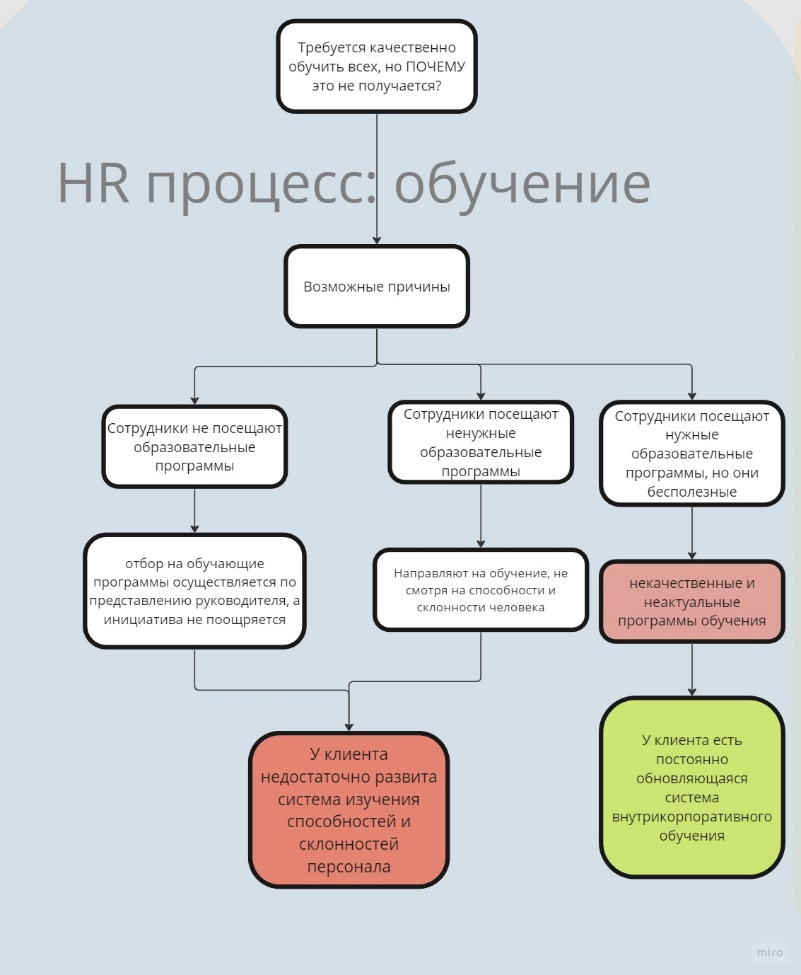 Требуется качественно
обучить всех, но ПОЧЕМУ
это не получается?
HR процесс: обучение
Возможные причины
Сотрудники не посещают
образовательные
программы
Сотрудники посещают
ненужные
образовательные
программы
Сотрудники посещают
нужные
образовательные
программы, но они
бесполезные
отбор на обучающие
программы осуществляется по
представлению руководителя, а
инициатива не поощряется
Направляют на обучение, не
смотря на способности и
склонности человека
некачественные и
неактуальные
программы обучения
У клиента
недостаточно развита
система изучения
способностей и
склонностей
персонала
У клиента есть
постоянно
обновляющаяся
система
внутрикорпоративного
обучения
miro